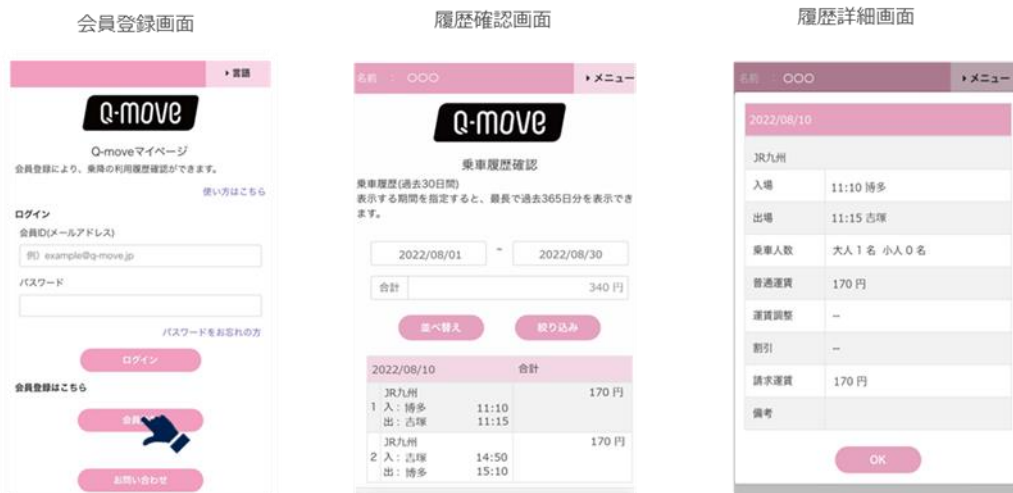 会員登録画面
言語
Q-move
Q-moveマイページ
会員登録により、乗降の利用履歴確認ができます。
使い方はこちら
ログイン
会員ID(メールアドレス)
例) example@q-move.jp
パスワード
パスワードをお忘れの方
ログイン
会員登録はこちら
会員
お問い合わせ
履歴確認画面
名前 : 〇〇〇
メニュー
Q-move
乗車履歴確認
乗車履歴(過去30日間)
表示する期間を指定すると、最長で過去365日分を表示でき
ます。
2022/08/01 ~ 2022/08/30
合計 340 円
並べ替え 絞り込み
2022/08/10 合計
JR九州 170 円
1 入: 博多 11:10
出: 吉塚 11:15
JR九州 170 円
2 入: 吉塚 14:50
出: 博多 15:10
履歴詳細画面
名前 : 〇〇〇
メニュー
2022/08/10
JR九州
入場 11:10 博多
出場 11:15 吉塚
乗車人数 大人 1 名 小人 0 名
普通運賃 170 円
運賃調整 --
割引 --
請求運賃 170 円
備考
OK